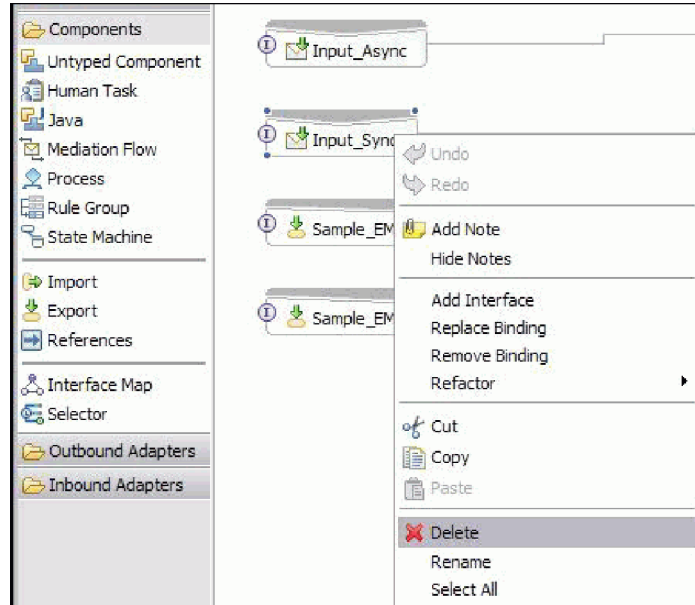 Components
Untyped Component
Human Task
Java
Mediation Flow
Process
Rule Group
State Machine
Import
Export
References
Interface Map
Selector
Outbound Adapters
Inbound Adapters
I Input_Async
I Input_Sync
I Sample_EM
I Sample_EM
Undo
Redo
Add Note
Hide Notes
Add Interface
Replace Binding
Remove Binding
Refactor
Cut
Copy
Paste
Delete
Rename
Select All